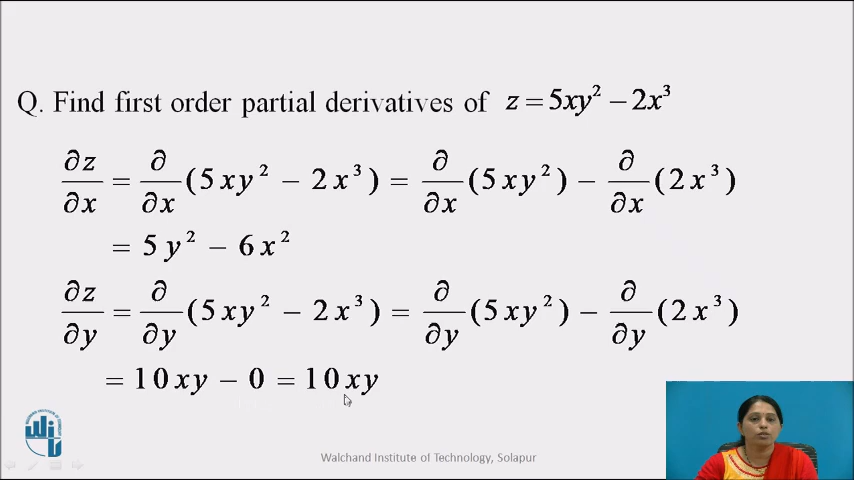 Q. Find first order partial derivatives of z = 5xy² − 2x³
∂z/∂x = ∂/∂x (5xy² − 2x³) = ∂/∂x (5xy²) − ∂/∂x (2x³)
= 5y² − 6x²
∂z/∂y = ∂/∂y (5xy² − 2x³) = ∂/∂y (5xy²) − ∂/∂y (2x³)
= 10xy − 0 = 10xy
Walchand Institute of Technology, Solapur